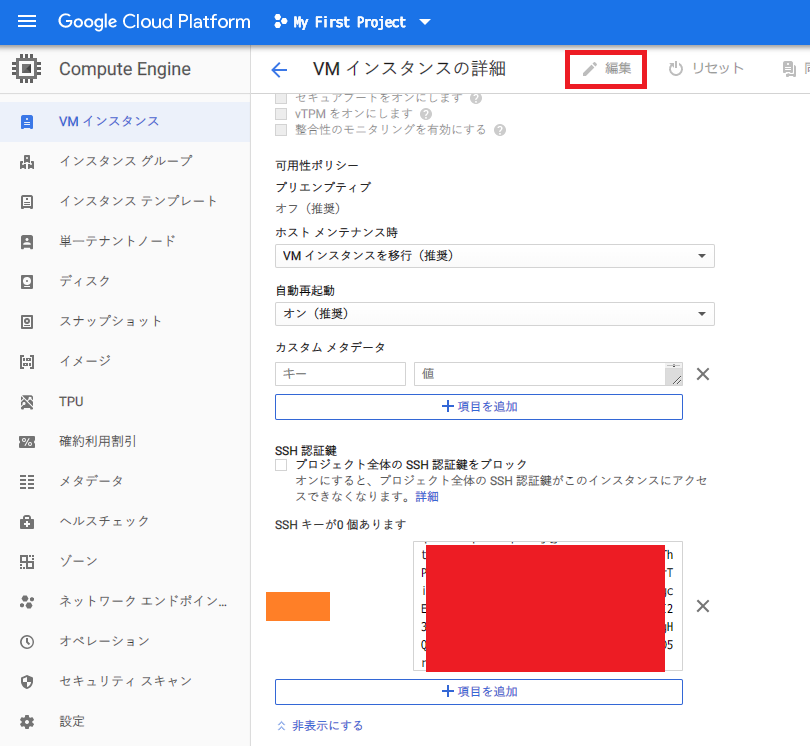 Google Cloud Platform
My First Project
Compute Engine
VM インスタンスの詳細
編集
リセット
VM インスタンス
インスタンス グループ
インスタンス テンプレート
単一テナントノード
ディスク
スナップショット
イメージ
TPU
確約利用割引
メタデータ
ヘルスチェック
ゾーン
ネットワーク エンドポイン...
オペレーション
セキュリティ スキャン
設定
セキュアブートをオンにします
vTPM をオンにします
整合性のモニタリングを有効にする
可用性ポリシー
プリエンプティブ
オフ（推奨）
ホスト メンテナンス時
VM インスタンスを移行（推奨）
自動再起動
オン（推奨）
カスタム メタデータ
キー
値
項目を追加
SSH 認証鍵
プロジェクト全体の SSH 認証鍵をブロック
オンにすると、プロジェクト全体の SSH 認証鍵がこのインスタンスにアクセ
スできなくなります。詳細
SSH キーが0 個あります
項目を追加
非表示にする